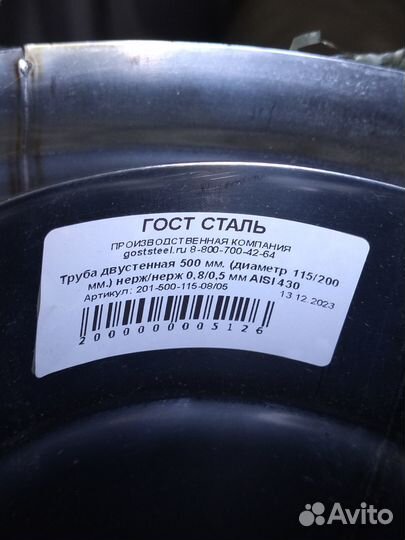 ГОСТ СТАЛЬ
ПРОИЗВОДСТВЕННАЯ КОМПАНИЯ
goststeel.ru 8-800-700-42-64
Труба двустенная 500 мм. (диаметр 115/200
мм.) нерж/нерж 0,8/0,5 мм AISI 430
Артикул: 201-500-115-08/05 13.12.2023
2000000005126
Avito